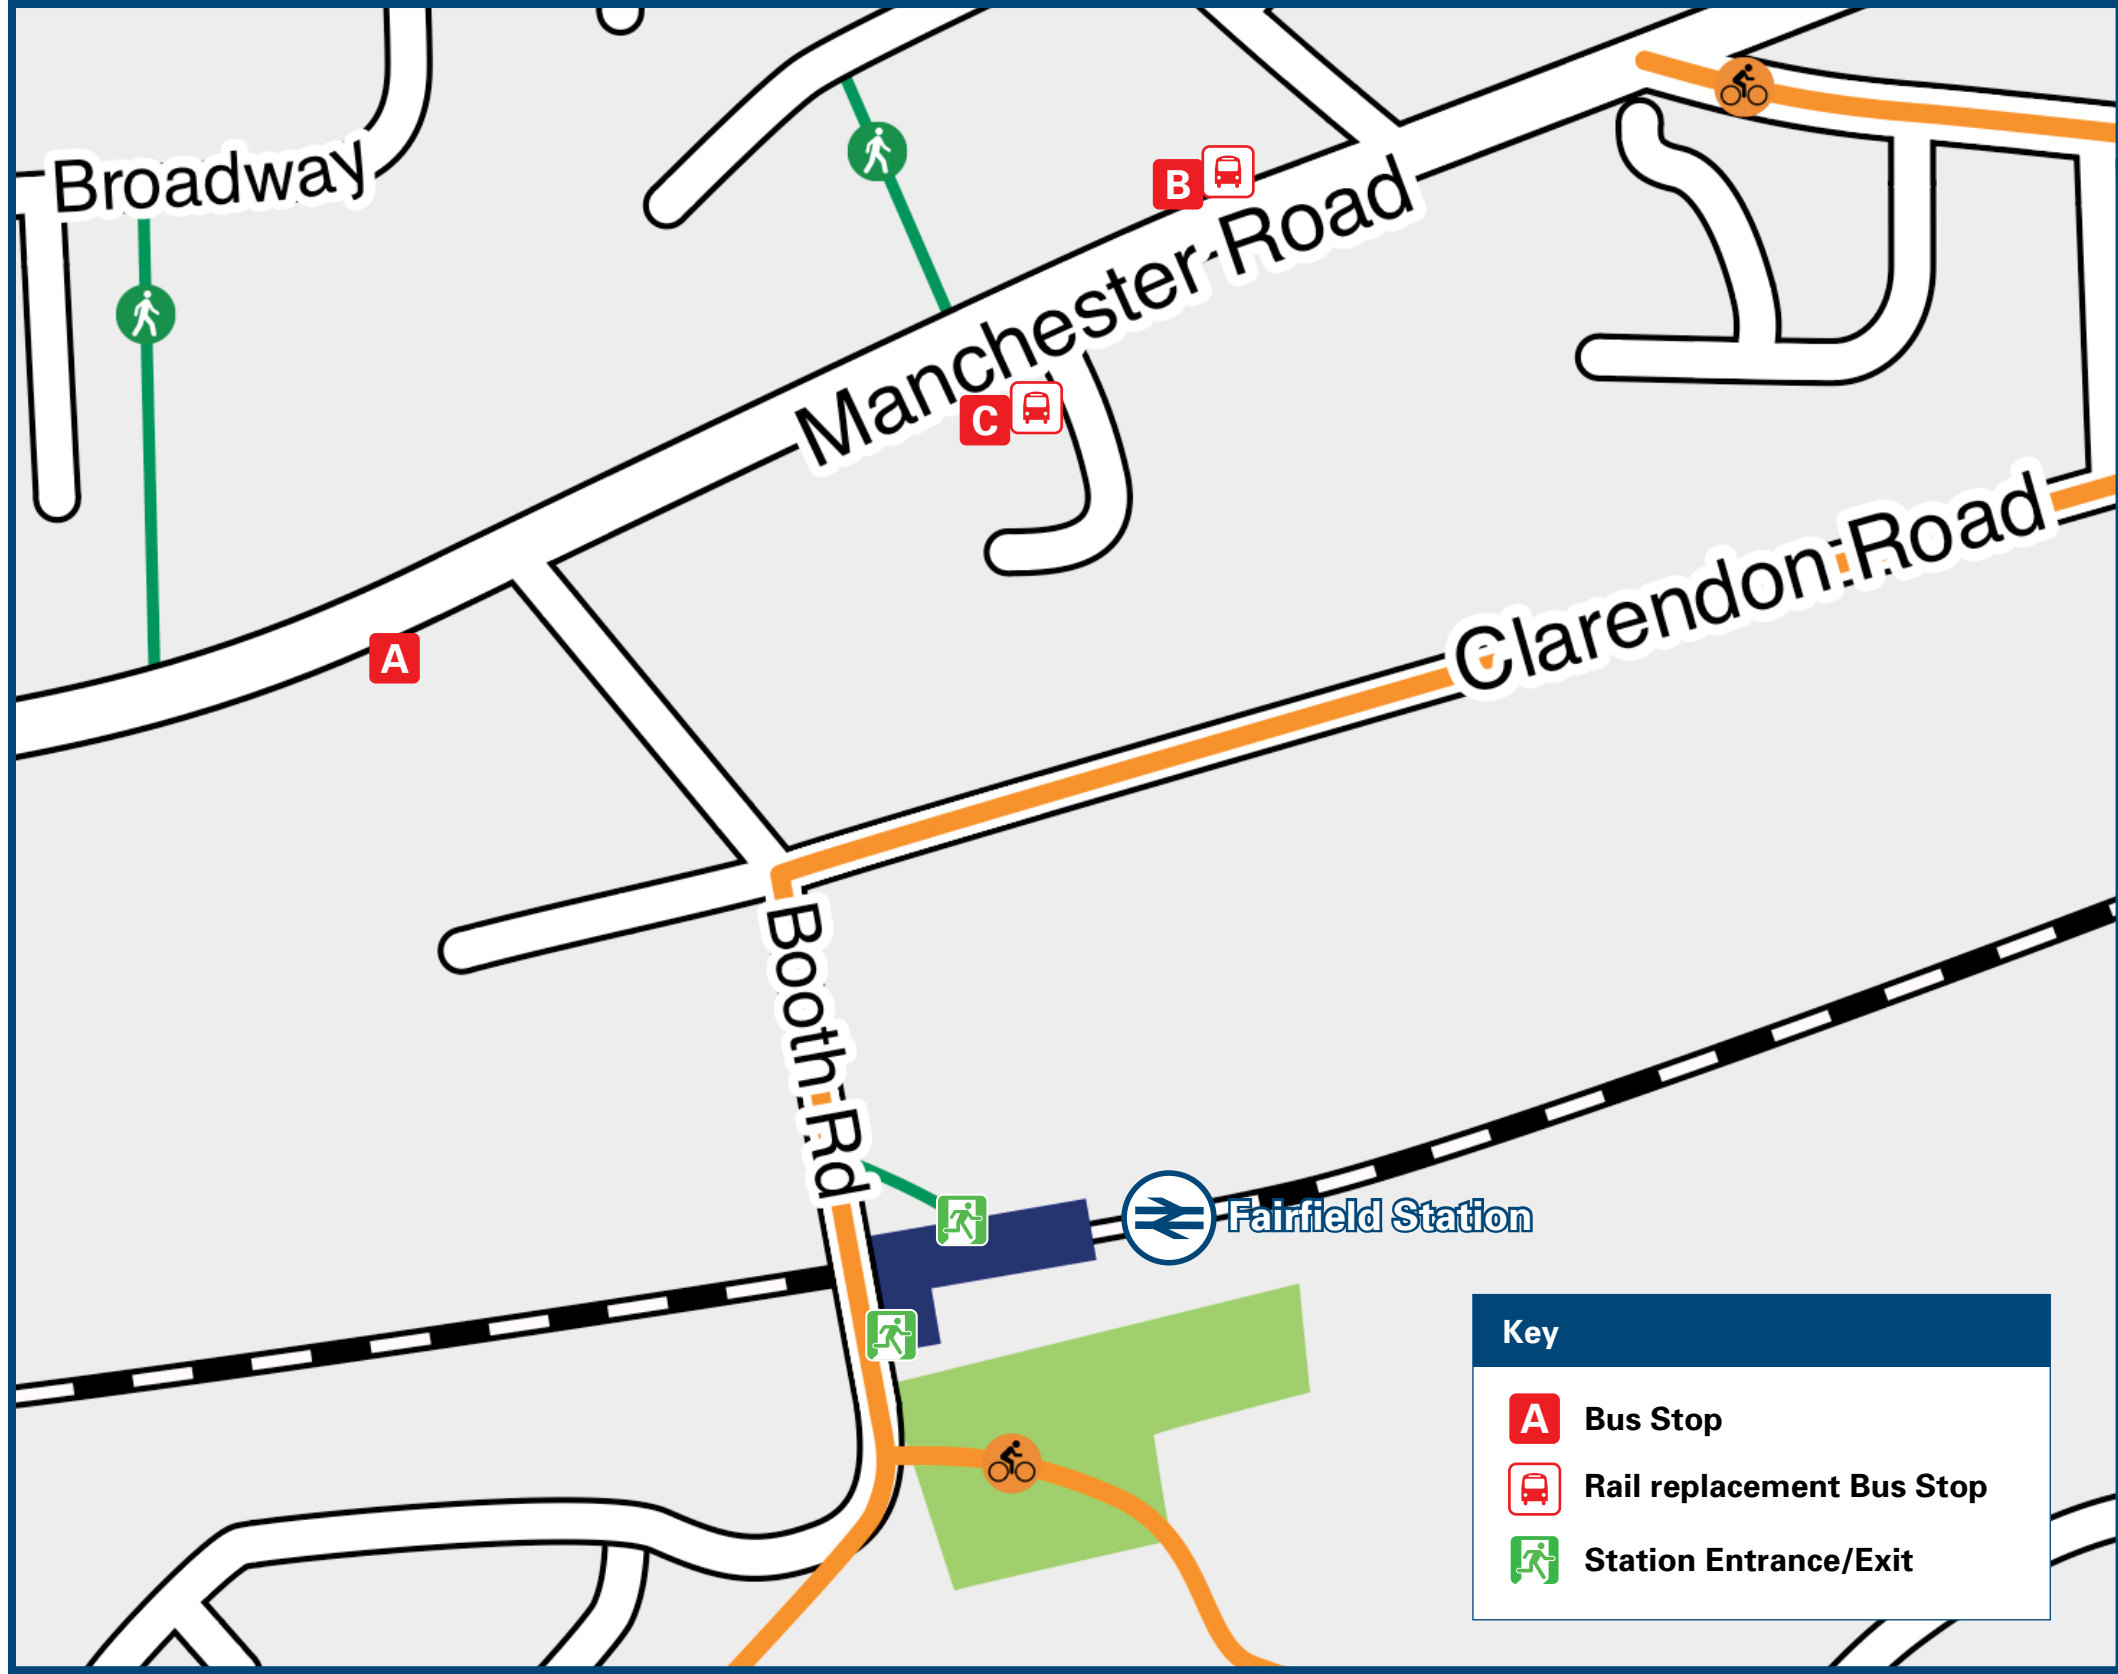 Broadway
B
Manchester Road
C
Clarendon Road
A
Booth Rd
Fairfield Station
Key
A Bus Stop
Rail replacement Bus Stop
Station Entrance/Exit